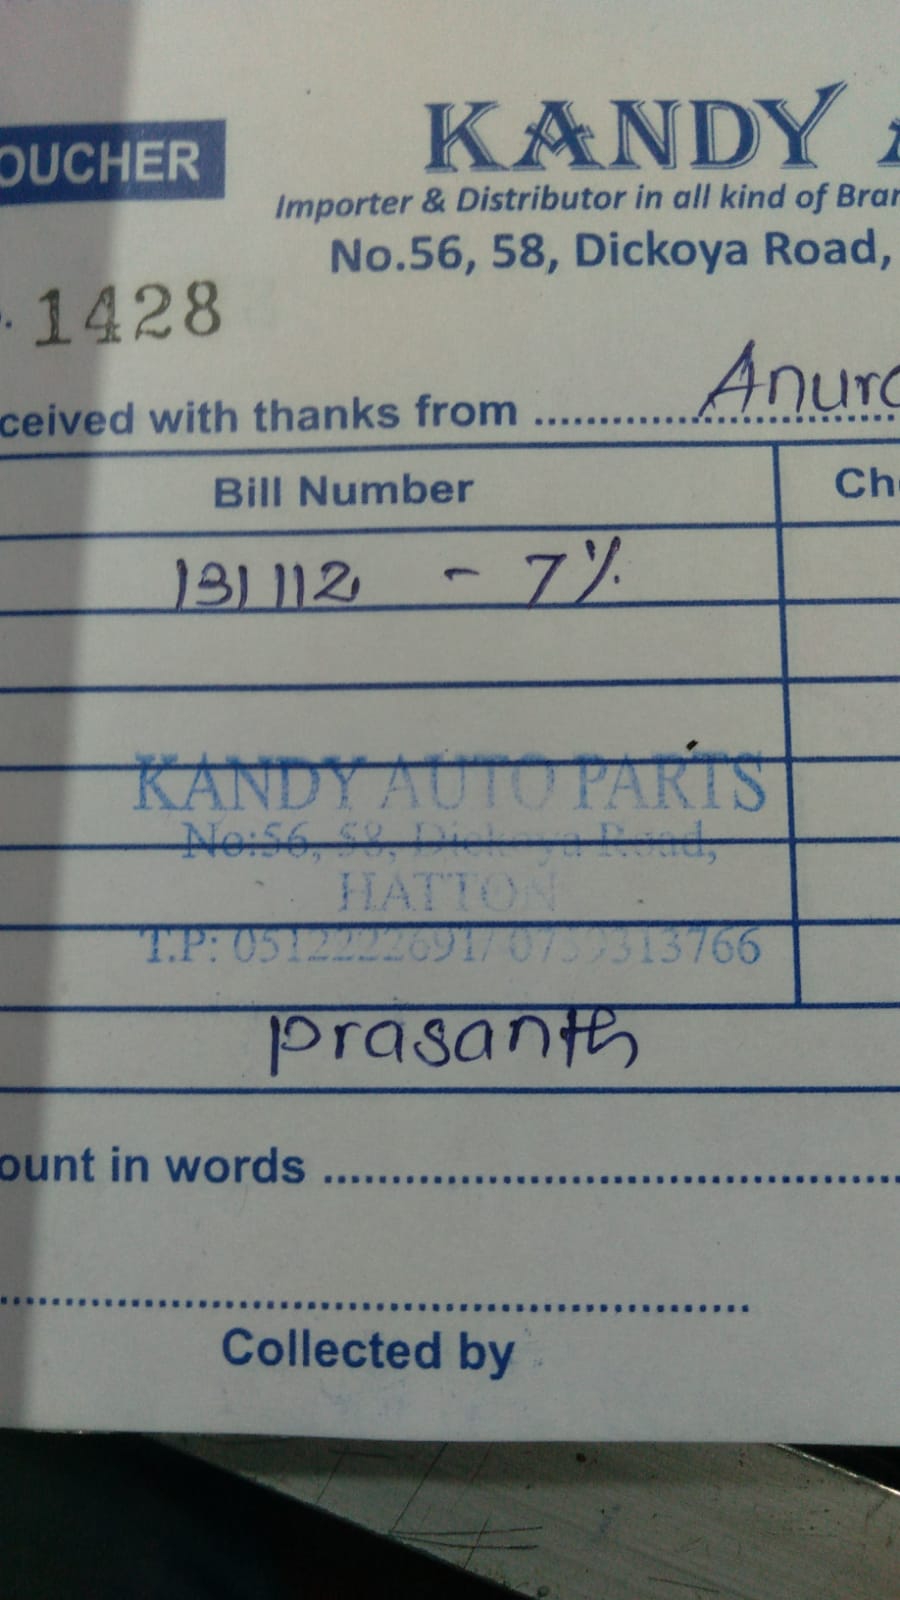 OUCHER
KANDY A
Importer & Distributor in all kind of Bran
No.56, 58, Dickoya Road,
. 1428
ceived with thanks from .................... Anura
Bill Number Ch
131112 - 7%
KANDY AUTO PARTS
No:56, 58, Dickoya Road,
HATTON
T.P: 0512222691/ 0759313766
prasanth
ount in words ..........................................
..........................................
Collected by